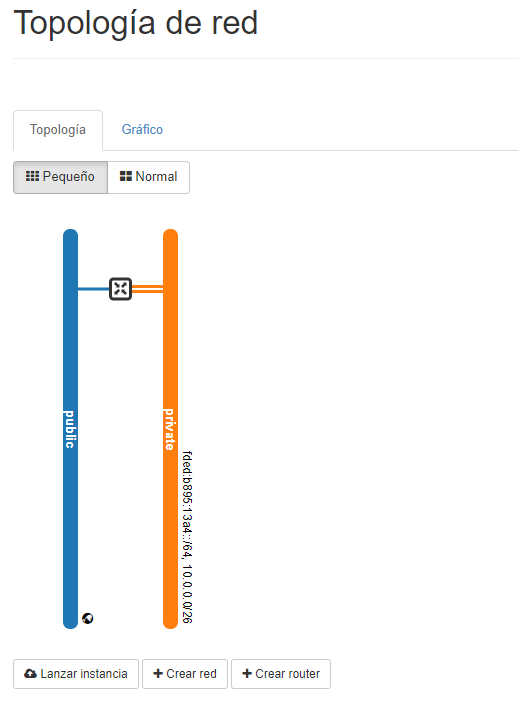 Topología de red
Topología Gráfico
Pequeño Normal
public
private
fded:b895:13a4::/64, 10.0.0.0/26
Lanzar instancia Crear red Crear router